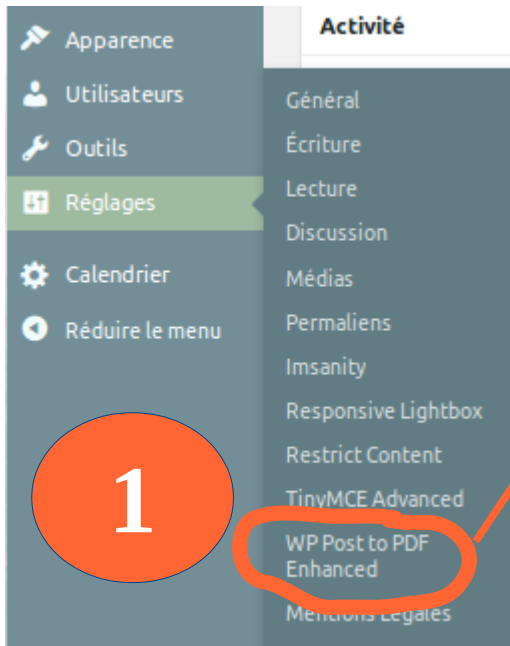 Activité
Apparence
Utilisateurs
Outils
Réglages
Calendrier
Réduire le menu
Général
Écriture
Lecture
Discussion
Médias
Permaliens
Imsanity
Responsive Lightbox
Restrict Content
TinyMCE Advanced
WP Post to PDF
Enhanced
Mentions Légales
1